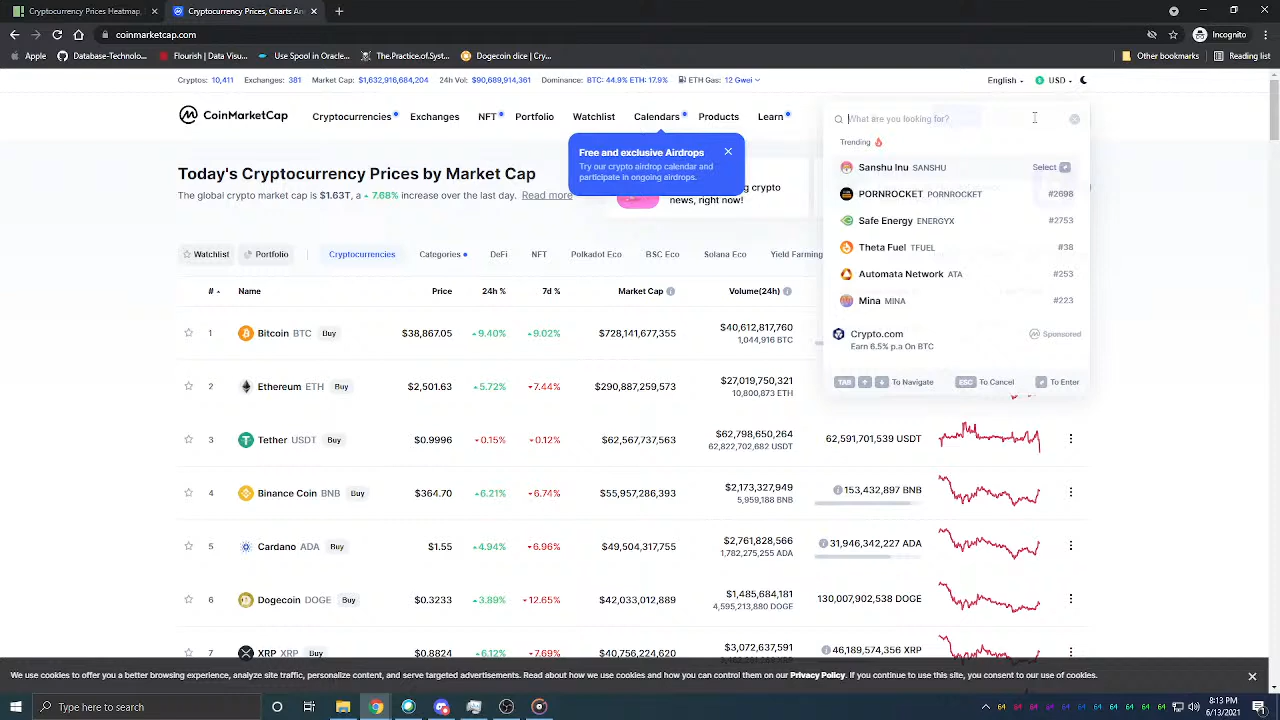 Cryptocurrency Prices Heatmap,
Cryptocurrency Prices, Charts An
coinmarketcap.com
Incognito
Apple
Database-Technolo...
Flourish | Data Visu...
Use Arrays in Oracle...
The Practice of Syst...
Dogecoin dice | Cry...
Other bookmarks
Reading list
Cryptos: 10,411 Exchanges: 381 Market Cap: $1,632,916,684,204 24h Vol: $90,689,914,361 Dominance: BTC: 44.9% ETH: 17.9% ETH Gas: 12 Gwei
English
USD
CoinMarketCap
Cryptocurrencies Exchanges NFT Portfolio Watchlist Calendars Products Learn
What are you looking for?
Trending
Sanshu Inu SANSHU Select
PORNROCKET PORNROCKET #2698
Safe Energy ENERGYX #2753
Theta Fuel TFUEL #38
Automata Network ATA #253
Mina MINA #223
Crypto.com Sponsored
Earn 6.5% p.a On BTC
TAB To Navigate ESC To Cancel To Enter
Free and exclusive Airdrops
Try our crypto airdrop calendar and
participate in ongoing airdrops.
Today's Cryptocurrency Prices by Market Cap
The global crypto market cap is $1.63T, a 7.68% increase over the last day. Read more
g crypto
news, right now!
Watchlist Portfolio Cryptocurrencies Categories DeFi NFT Polkadot Eco BSC Eco Solana Eco Yield Farming
# Name Price 24h % 7d % Market Cap Volume(24h)
1 Bitcoin BTC Buy $38,867.05 9.40% 9.02% $728,141,677,355 $40,612,817,760
1,044,916 BTC
2 Ethereum ETH Buy $2,501.63 5.72% 7.44% $290,887,259,573 $27,019,750,321
10,800,873 ETH
3 Tether USDT Buy $0.9996 0.15% 0.12% $62,567,737,563 $62,798,650,264 62,591,701,539 USDT
62,822,702,682 USDT
4 Binance Coin BNB Buy $364.70 6.21% 6.74% $55,957,286,393 $2,173,327,949 153,432,897 BNB
5,959,188 BNB
5 Cardano ADA Buy $1.55 4.94% 6.96% $49,504,317,755 $2,761,828,566 31,946,342,227 ADA
1,782,275,255 ADA
6 Dogecoin DOGE Buy $0.3233 3.89% 12.65% $42,033,012,889 $1,485,684,181 130,007,902,538 DOGE
4,595,213,880 DOGE
7 XRP XRP Buy $0.8824 6.12% 7.69% $40,756,224,620 $3,072,637,591 46,189,574,356 XRP
We use cookies to offer you a better browsing experience, analyze site traffic, personalize content, and serve targeted advertisements. Read about how we use cookies and how you can control them on our Privacy Policy. If you continue to use this site, you consent to our use of cookies.
Type here to search
64 64 64 64 64 64 64 64 64 64 64
8:13 PM
6/13/2021